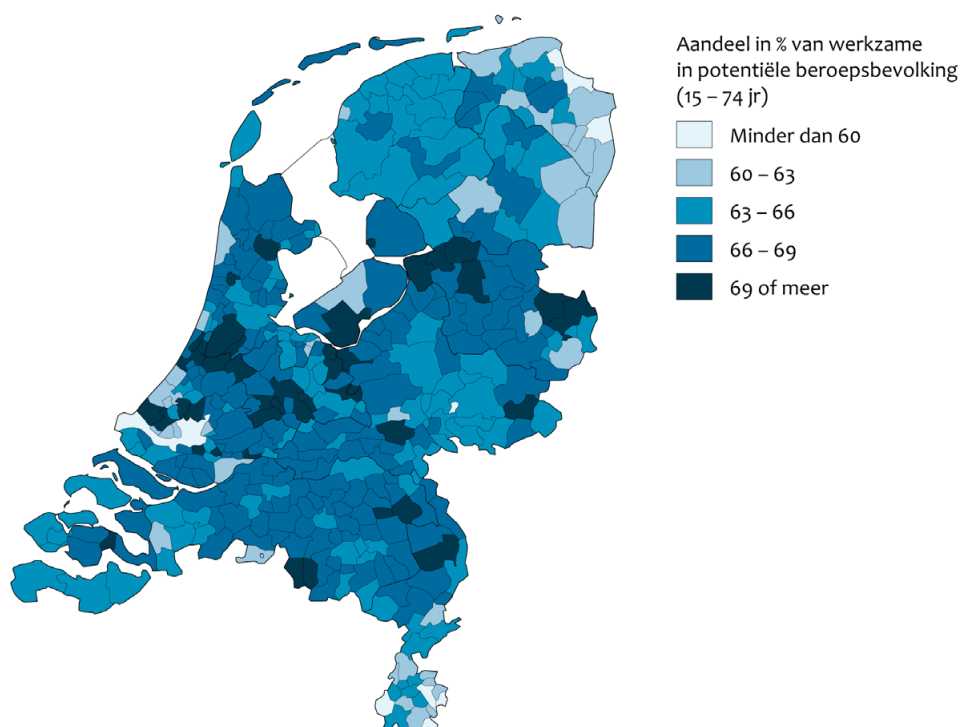 Aandeel in % van werkzame
in potentiële beroepsbevolking
(15 – 74 jr)
Minder dan 60
60 – 63
63 – 66
66 – 69
69 of meer